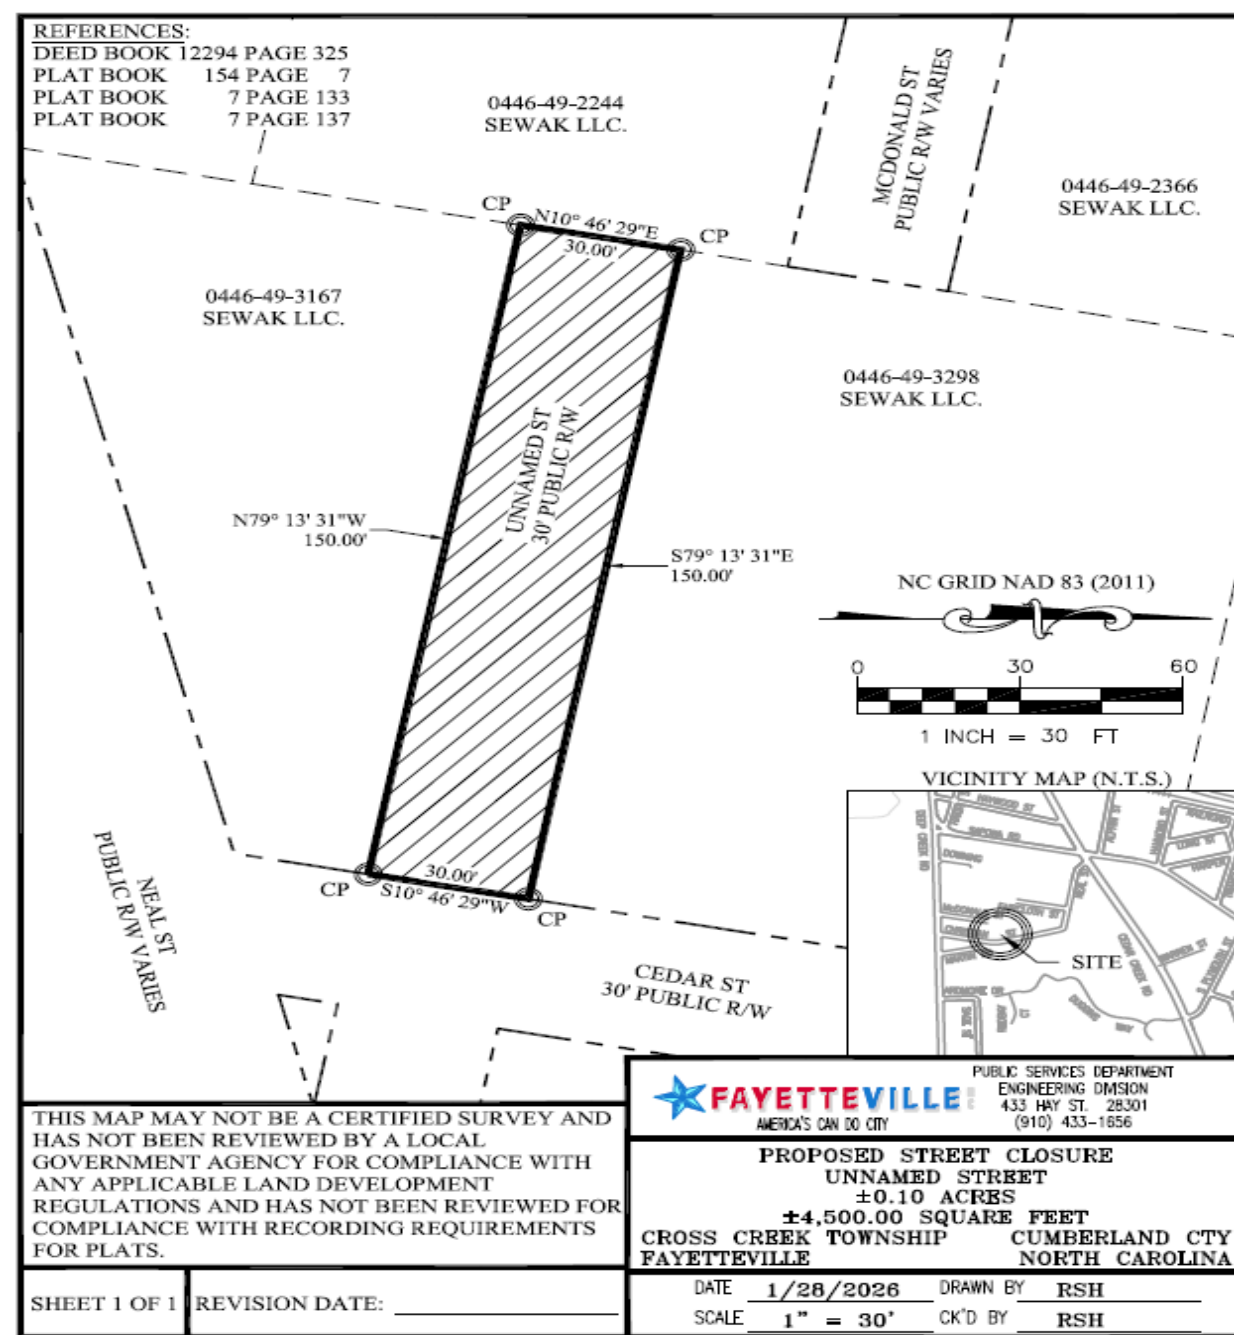 REFERENCES:
DEED BOOK 12294 PAGE 325
PLAT BOOK 154 PAGE 7
PLAT BOOK 7 PAGE 133
PLAT BOOK 7 PAGE 137
0446-49-2244
SEWAK LLC.
MCDONALD ST
PUBLIC R/W VARIES
0446-49-2366
SEWAK LLC.
CP
N10° 46' 29"E
30.00'
CP
0446-49-3167
SEWAK LLC.
0446-49-3298
SEWAK LLC.
UNNAMED ST
30' PUBLIC R/W
N79° 13' 31"W
150.00'
S79° 13' 31"E
150.00'
NC GRID NAD 83 (2011)
0 30 60
1 INCH = 30 FT
VICINITY MAP (N.T.S.)
SITE
CEDAR CREEK RD
DEEP CREEK RD
30.00'
CP
S10° 46' 29"W
CP
NEAL ST
PUBLIC R/W VARIES
CEDAR ST
30' PUBLIC R/W
THIS MAP MAY NOT BE A CERTIFIED SURVEY AND
HAS NOT BEEN REVIEWED BY A LOCAL
GOVERNMENT AGENCY FOR COMPLIANCE WITH
ANY APPLICABLE LAND DEVELOPMENT
REGULATIONS AND HAS NOT BEEN REVIEWED FOR
COMPLIANCE WITH RECORDING REQUIREMENTS
FOR PLATS.
SHEET 1 OF 1
REVISION DATE:
FAYETTEVILLE
AMERICA'S CAN DO CITY
PUBLIC SERVICES DEPARTMENT
ENGINEERING DIVISION
433 HAY ST. 28301
(910) 433-1656
PROPOSED STREET CLOSURE
UNNAMED STREET
±0.10 ACRES
±4,500.00 SQUARE FEET
CROSS CREEK TOWNSHIP CUMBERLAND CTY
FAYETTEVILLE NORTH CAROLINA
DATE 1/28/2026 DRAWN BY RSH
SCALE 1" = 30' CK'D BY RSH